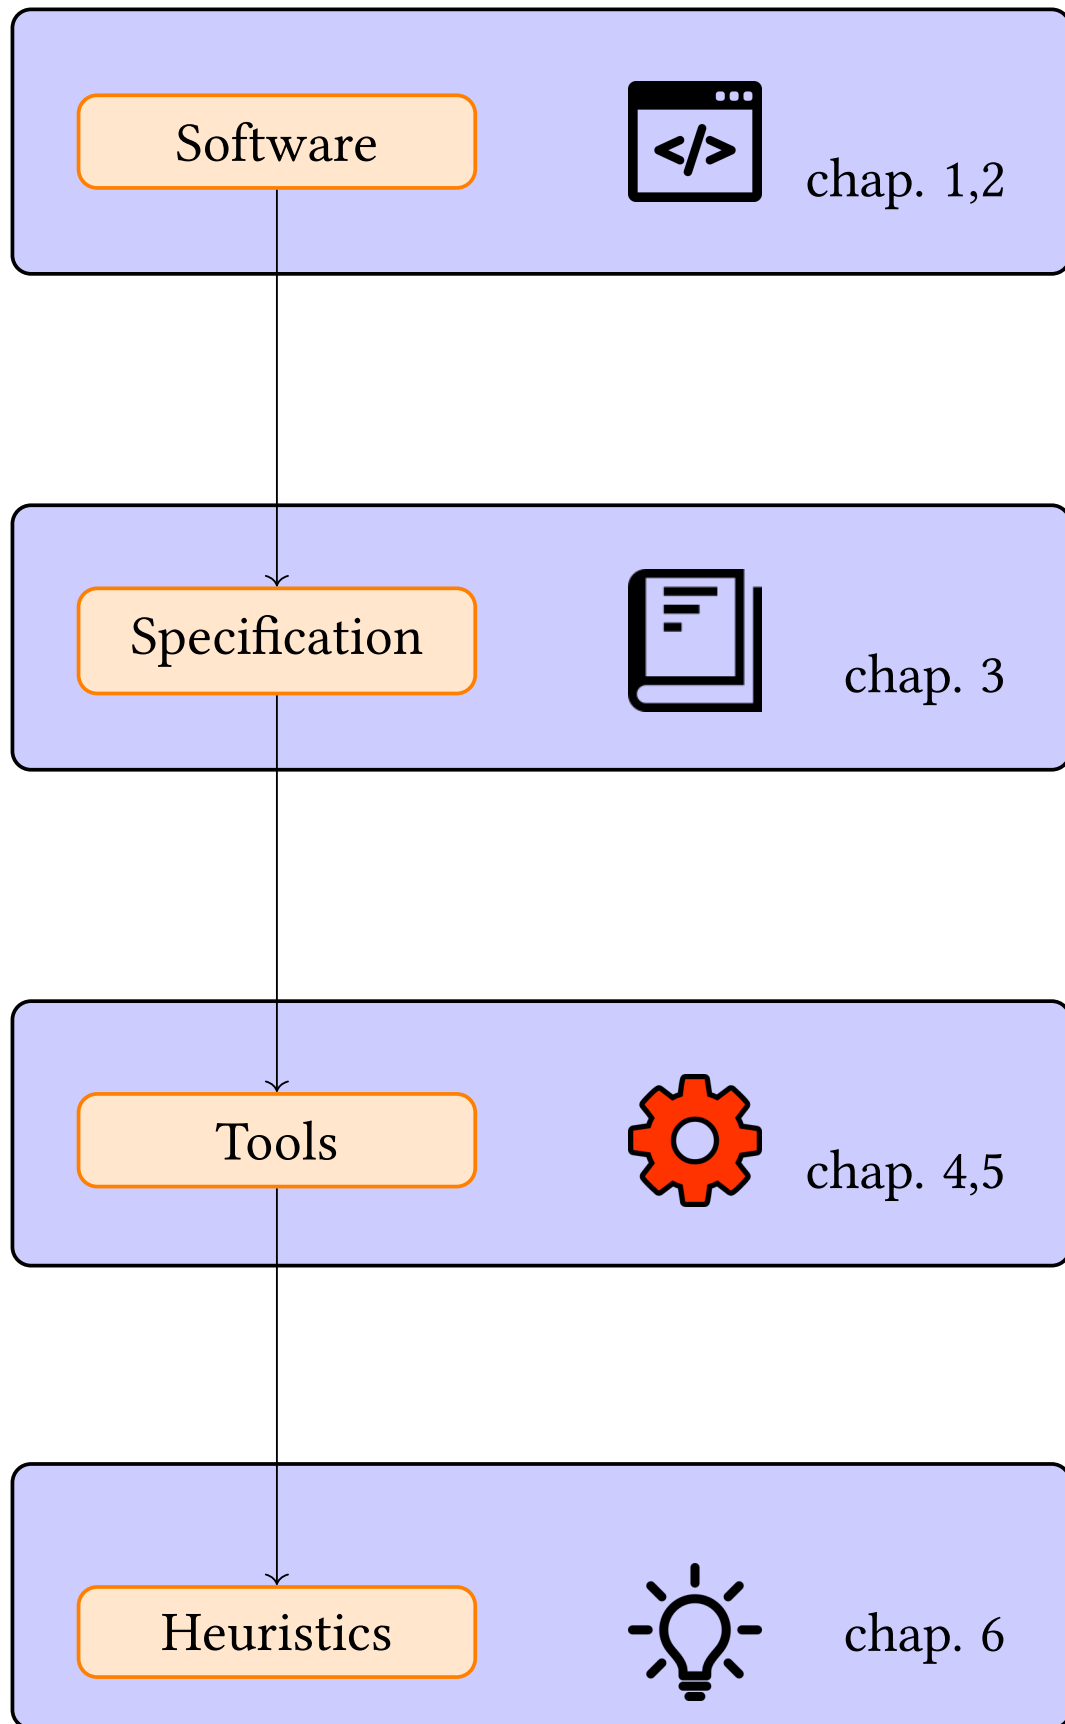 Software
</>
chap. 1,2
Specification
chap. 3
Tools
chap. 4,5
Heuristics
chap. 6